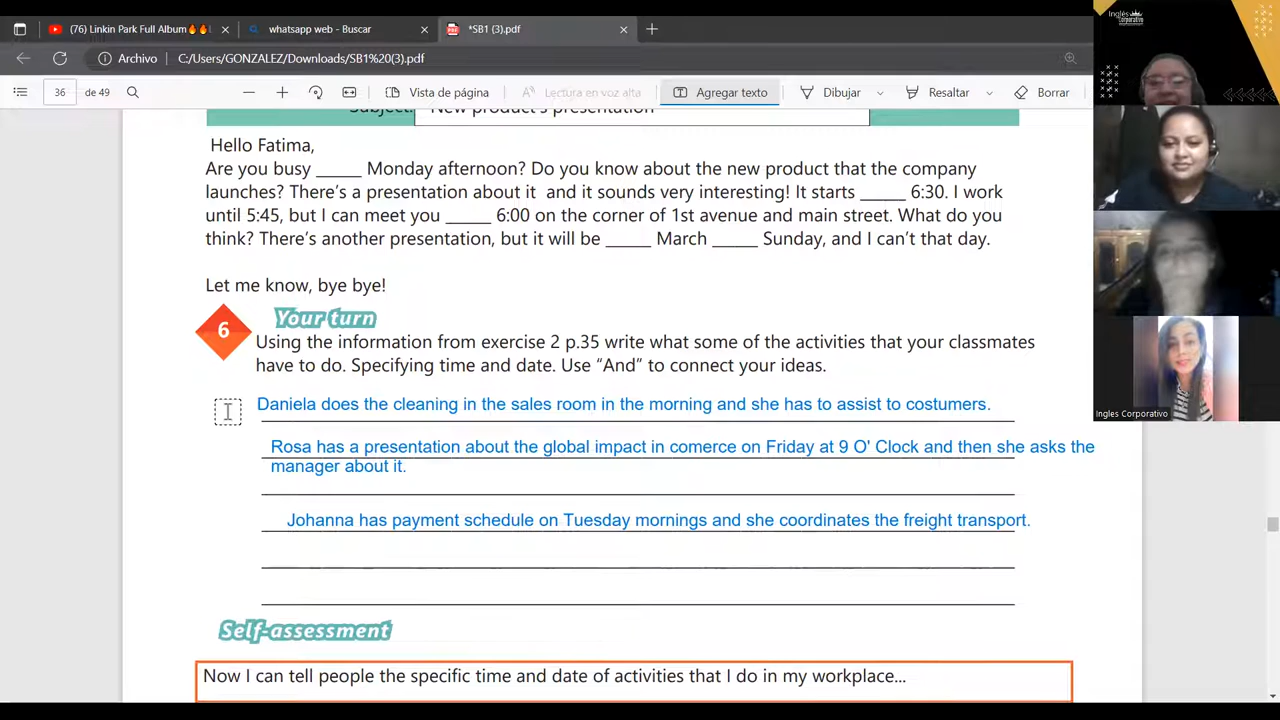 (76) Linkin Park Full Album🔥🔥
whatsapp web - Buscar
*SB1 (3).pdf
Archivo
C:/Users/GONZALEZ/Downloads/SB1%20(3).pdf
36
de 49
Vista de página
Lectura en voz alta
Agregar texto
Dibujar
Resaltar
Borrar
Subject:
New product's presentation
Hello Fatima,
Are you busy _____ Monday afternoon? Do you know about the new product that the company
launches? There's a presentation about it and it sounds very interesting! It starts _____ 6:30. I work
until 5:45, but I can meet you _____ 6:00 on the corner of 1st avenue and main street. What do you
think? There's another presentation, but it will be _____ March _____ Sunday, and I can't that day.
Let me know, bye bye!
6
Your turn
Using the information from exercise 2 p.35 write what some of the activities that your classmates
have to do. Specifying time and date. Use “And” to connect your ideas.
Daniela does the cleaning in the sales room in the morning and she has to assist to costumers.
Rosa has a presentation about the global impact in comerce on Friday at 9 O' Clock and then she asks the
manager about it.
Johanna has payment schedule on Tuesday mornings and she coordinates the freight transport.
Self-assessment
Now I can tell people the specific time and date of activities that I do in my workplace...
Inglés
Corporativo
Ingles Corporativo